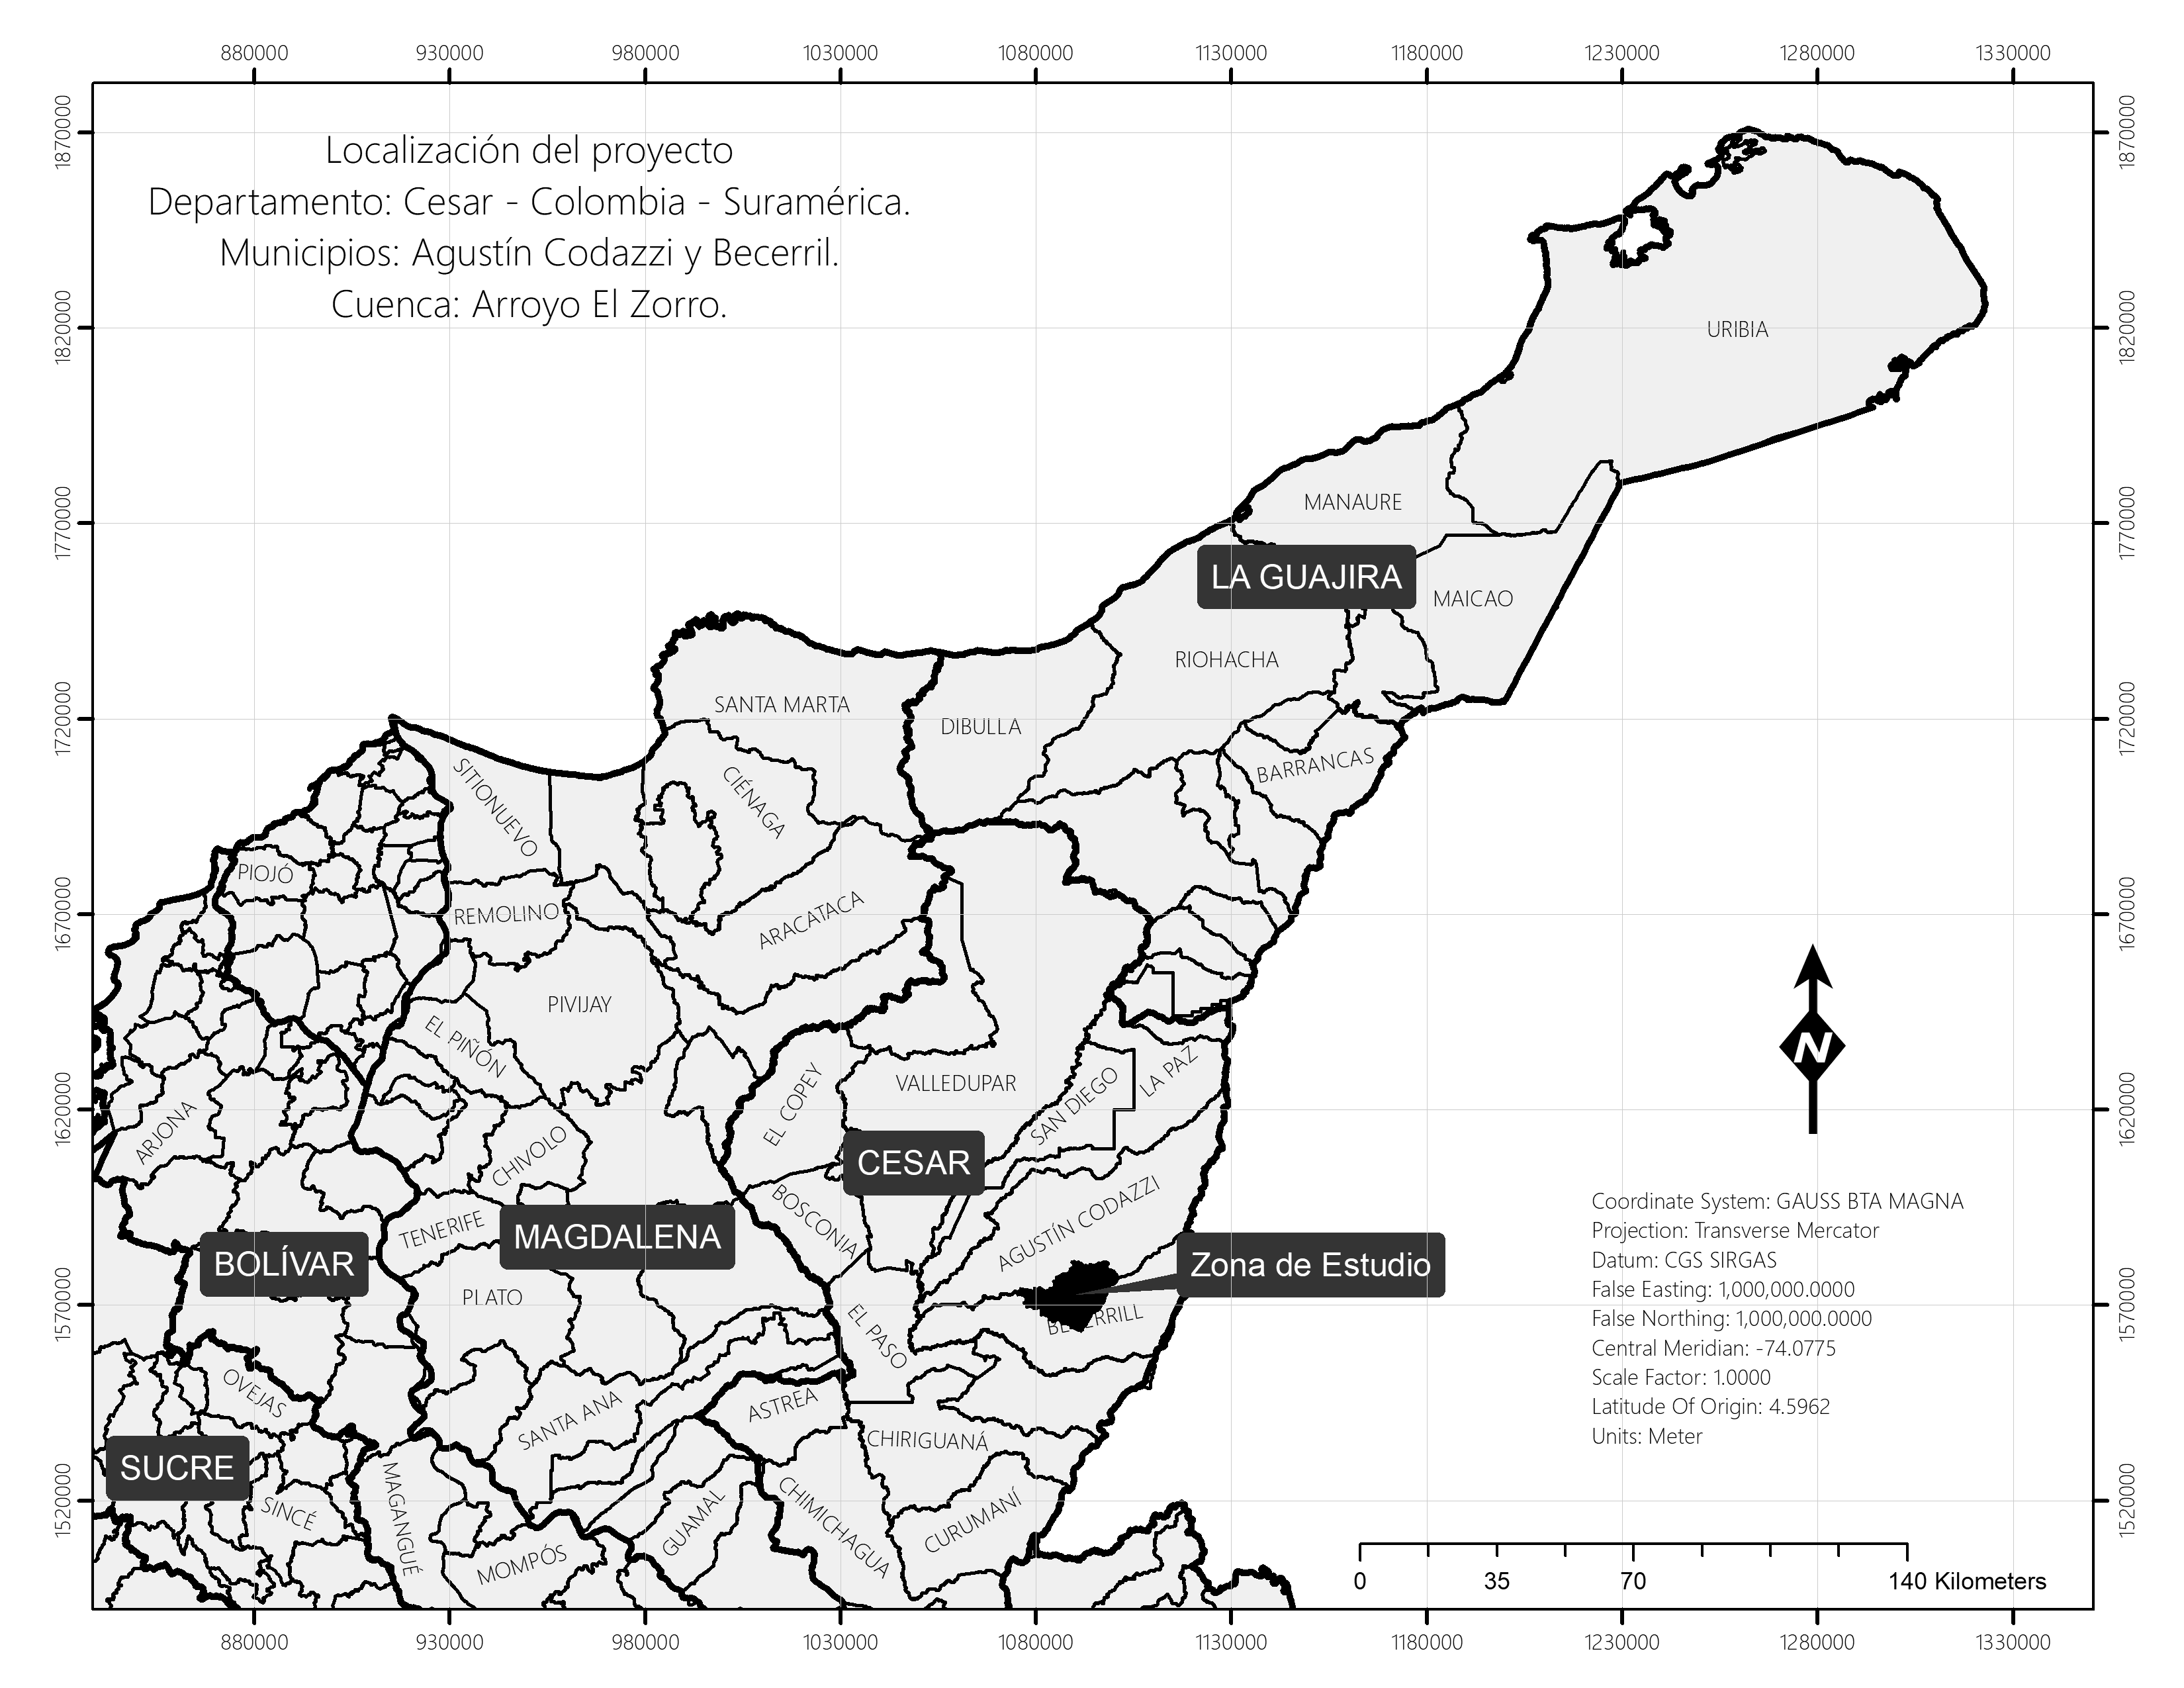 880000 930000 980000 1030000 1080000 1130000 1180000 1230000 1280000 1330000
1870000
1820000
1770000
1720000
1670000
1620000
1570000
1520000
Localización del proyecto
Departamento: Cesar - Colombia - Suramérica.
Municipios: Agustín Codazzi y Becerril.
Cuenca: Arroyo El Zorro.
URIBIA
MANAURE
LA GUAJIRA
MAICAO
RIOHACHA
SANTA MARTA
DIBULLA
BARRANCAS
SITIONUEVO
CIÉNAGA
PIOJÓ
REMOLINO
ARACATACA
PIVIJAY
EL PIÑÓN
VALLEDUPAR
EL COPEY
SAN DIEGO
LA PAZ
ARJONA
CHIVOLO
CESAR
BOSCONIA
AGUSTÍN CODAZZI
TENERIFE
MAGDALENA
BOLÍVAR
Zona de Estudio
PLATO
EL PASO
BECERRILL
OVEJAS
SANTA ANA
ASTREA
CHIRIGUANÁ
SUCRE
SINCÉ
MAGANGUÉ
GUAMAL
CHIMICHAGUA
CURUMANÍ
MOMPÓS
N
Coordinate System: GAUSS BTA MAGNA
Projection: Transverse Mercator
Datum: CGS SIRGAS
False Easting: 1,000,000.0000
False Northing: 1,000,000.0000
Central Meridian: -74.0775
Scale Factor: 1.0000
Latitude Of Origin: 4.5962
Units: Meter
0 35 70 140 Kilometers
1870000
1820000
1770000
1720000
1670000
1620000
1570000
1520000
880000 930000 980000 1030000 1080000 1130000 1180000 1230000 1280000 1330000